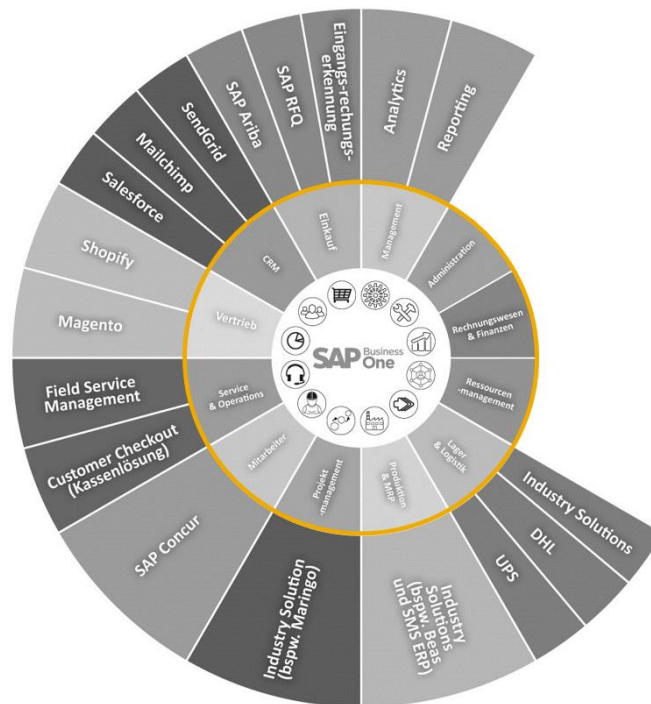 SAP Business
One
Management
Administration
Rechnungswesen
& Finanzen
Ressourcen
-management
Lager
& Logistik
Produktion
& MRP
Projekt
-management
Mitarbeiter
Service
& Operations
Vertrieb
CRM
Einkauf
Analytics
Reporting
Industry Solutions
DHL
UPS
Industry
Solutions
(bspw. Beas
und SMS ERP)
Industry Solution
(bspw. Maringo)
SAP Concur
Customer Checkout
(Kassenlösung)
Field Service
Management
Magento
Shopify
Salesforce
Mailchimp
SendGrid
SAP Ariba
SAP RFQ
Eingangs-rechungs-
erkennung